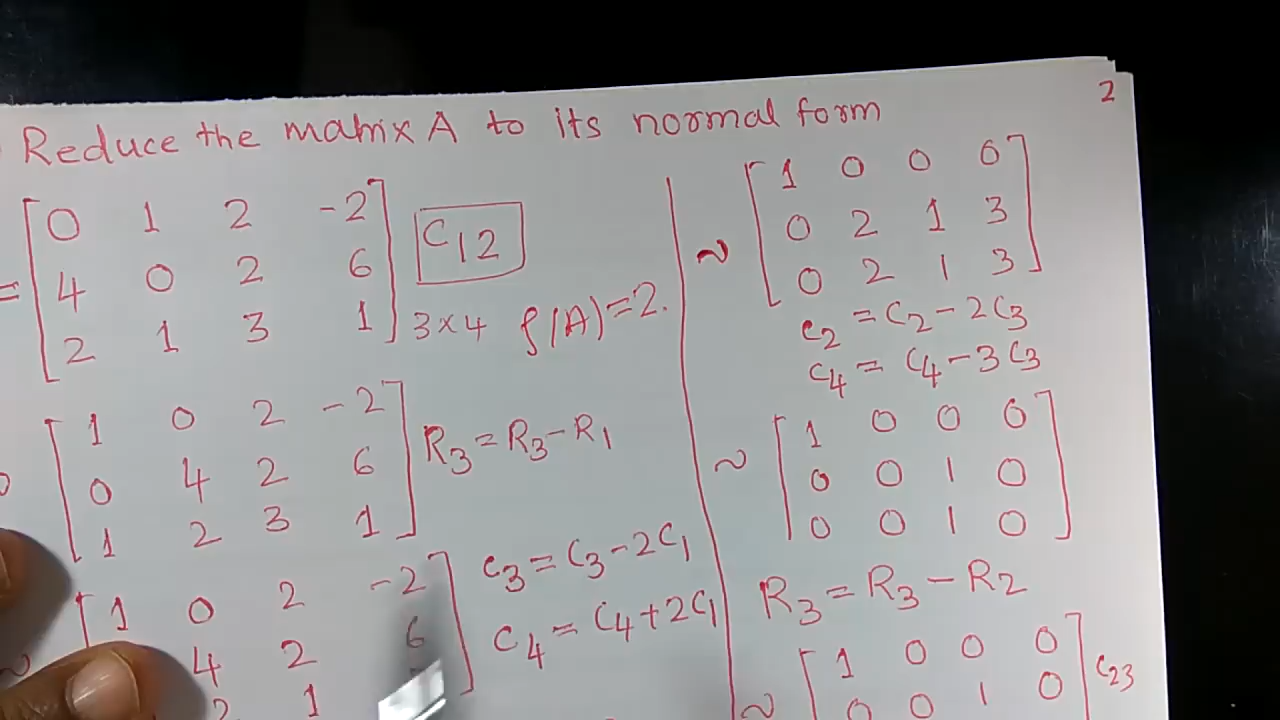 2
Reduce the matrix A to its normal form
= [0 1 2 -2
4 0 2 6
2 1 3 1] 3×4
C12
ρ(A)=2.
[1 0 2 -2
0 4 2 6
1 2 3 1]
R3 = R3 - R1
~ [1 0 2 -2
4 2 6
2 1
C3 = C3 - 2C1
C4 = C4 + 2C1
~ [1 0 0 0
0 2 1 3
0 2 1 3]
C2 = C2 - 2C3
C4 = C4 - 3C3
~ [1 0 0 0
0 0 1 0
0 0 1 0]
R3 = R3 - R2
~ [1 0 0 0
0 0 1 0]
C23